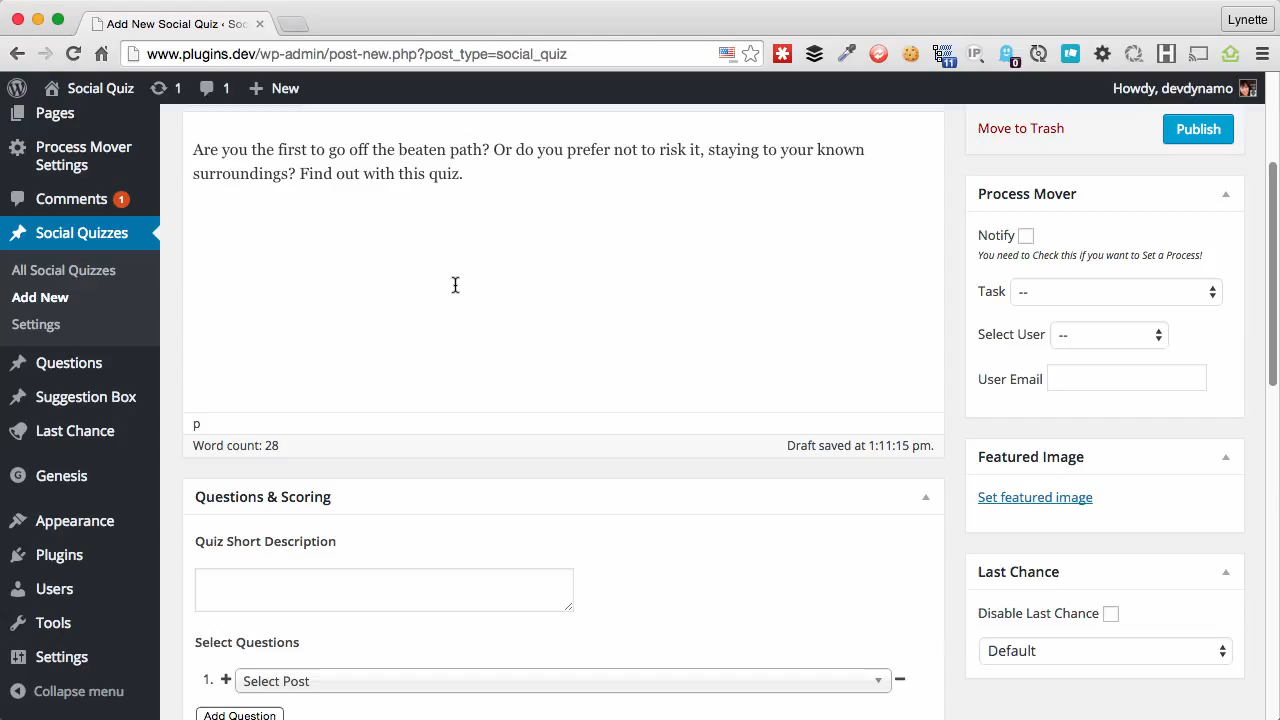 Add New Social Quiz ‹ Soc
Lynette
www.plugins.dev/wp-admin/post-new.php?post_type=social_quiz
11
IP
0
Social Quiz
1
1
New
Howdy, devdynamo
Pages
Process Mover
Settings
Comments 1
Social Quizzes
All Social Quizzes
Add New
Settings
Questions
Suggestion Box
Last Chance
Genesis
Appearance
Plugins
Users
Tools
Settings
Collapse menu
Are you the first to go off the beaten path? Or do you prefer not to risk it, staying to your known
surroundings? Find out with this quiz.
p
Word count: 28
Draft saved at 1:11:15 pm.
Questions & Scoring
Quiz Short Description
Select Questions
1.
Select Post
Add Question
Move to Trash
Publish
Process Mover
Notify
You need to Check this if you want to Set a Process!
Task --
Select User --
User Email
Featured Image
Set featured image
Last Chance
Disable Last Chance
Default